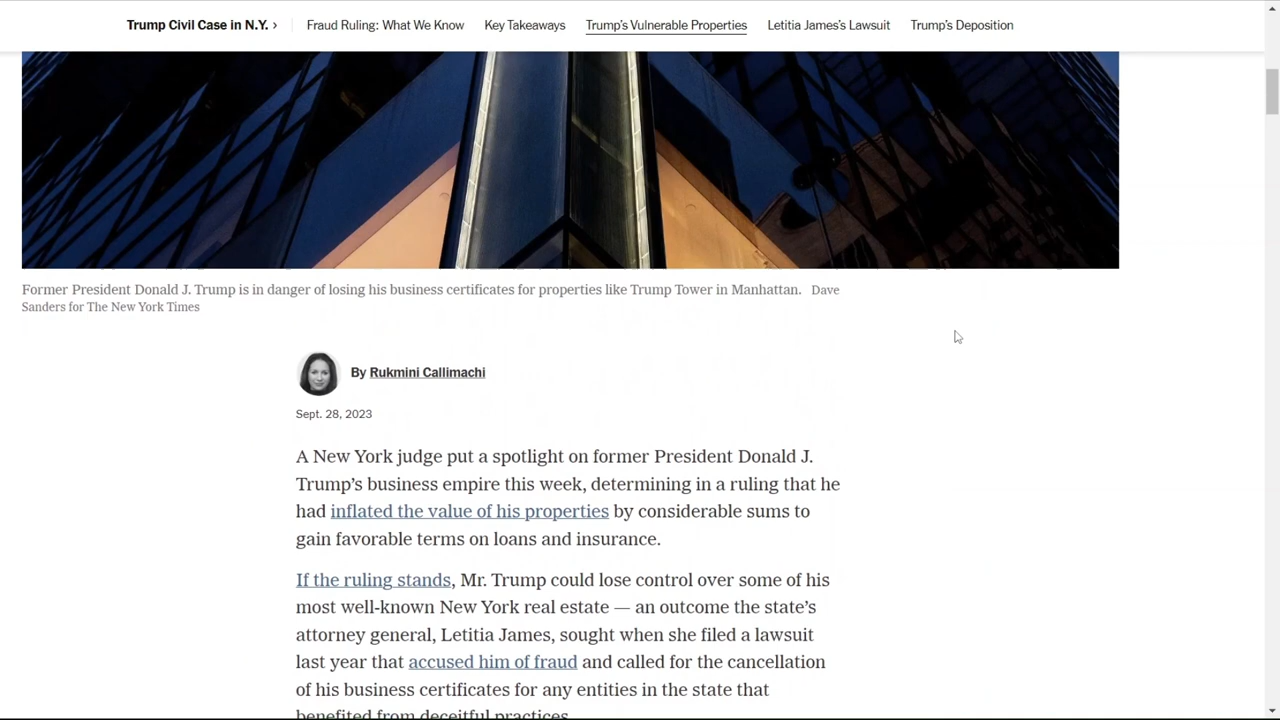 Trump Civil Case in N.Y. › Fraud Ruling: What We Know Key Takeaways Trump’s Vulnerable Properties Letitia James’s Lawsuit Trump’s Deposition
Former President Donald J. Trump is in danger of losing his business certificates for properties like Trump Tower in Manhattan. Dave
Sanders for The New York Times
By Rukmini Callimachi
Sept. 28, 2023
A New York judge put a spotlight on former President Donald J.
Trump’s business empire this week, determining in a ruling that he
had inflated the value of his properties by considerable sums to
gain favorable terms on loans and insurance.
If the ruling stands, Mr. Trump could lose control over some of his
most well-known New York real estate — an outcome the state’s
attorney general, Letitia James, sought when she filed a lawsuit
last year that accused him of fraud and called for the cancellation
of his business certificates for any entities in the state that
benefited from deceitful practices.